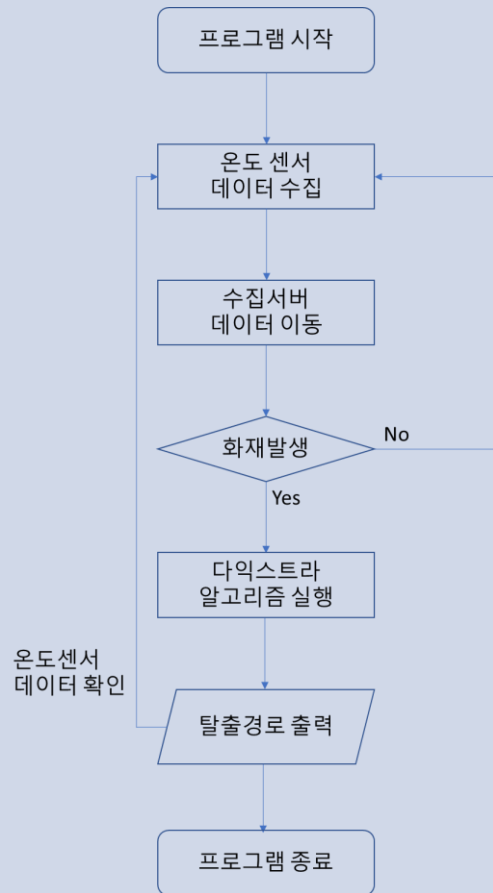 프로그램 시작
온도 센서
데이터 수집
수집서버
데이터 이동
화재발생
No
Yes
다익스트라
알고리즘 실행
온도센서
데이터 확인
탈출경로 출력
프로그램 종료